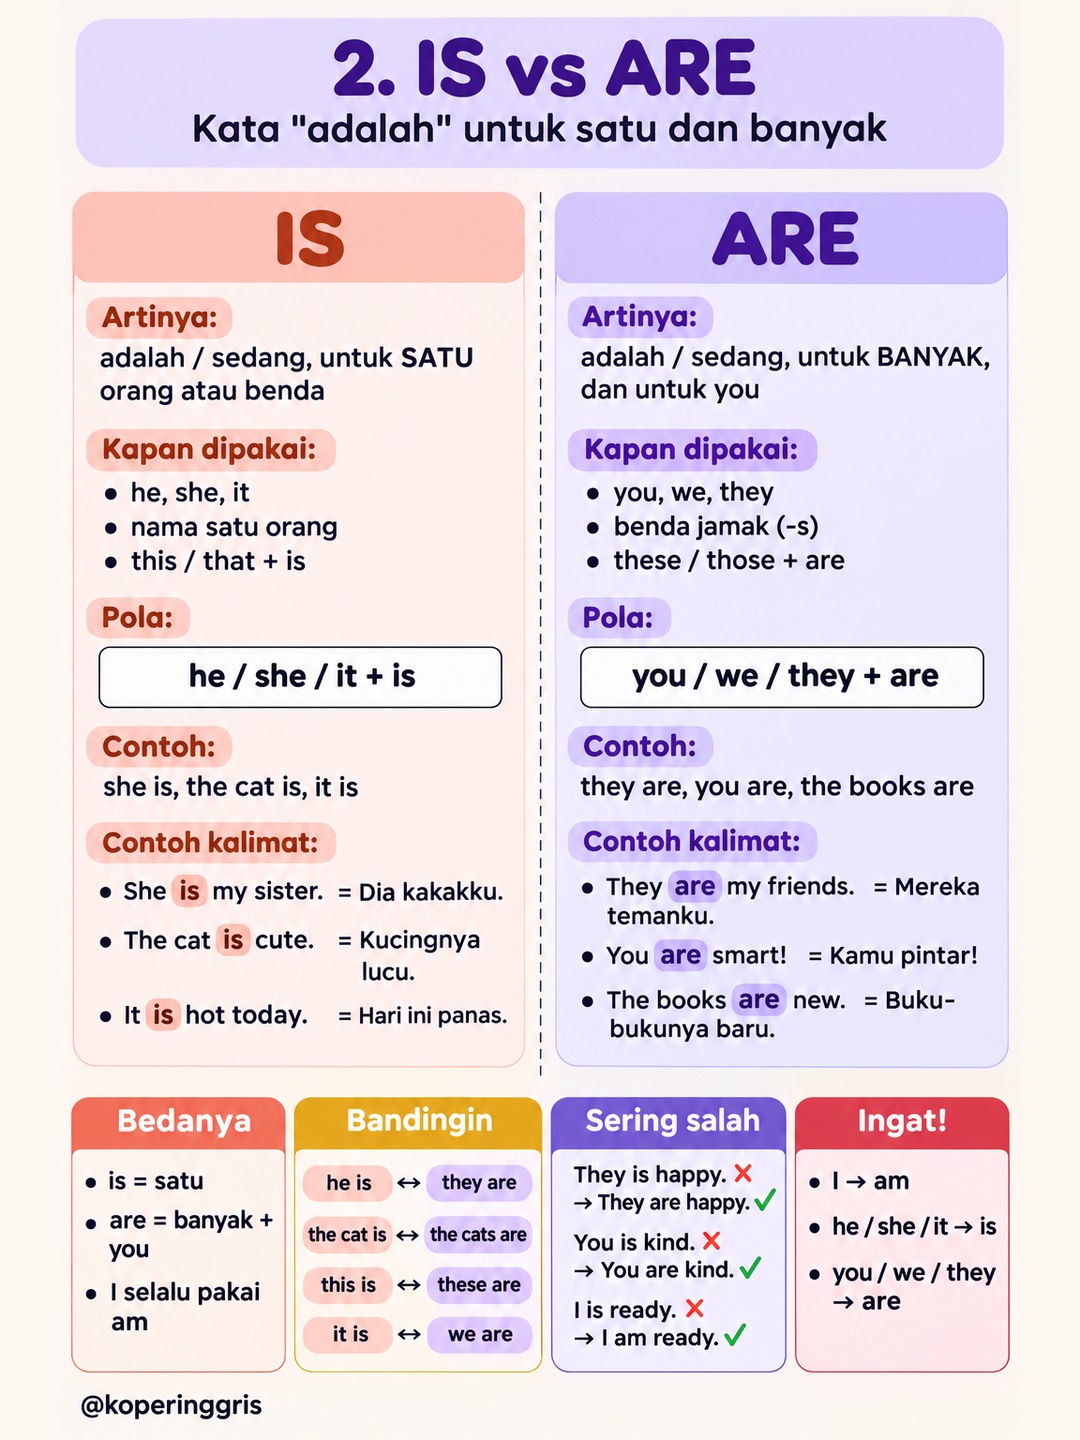 2. IS vs ARE
Kata "adalah" untuk satu dan banyak
IS
Artinya:
adalah / sedang, untuk SATU
orang atau benda
Kapan dipakai:
• he, she, it
• nama satu orang
• this / that + is
Pola:
he / she / it + is
Contoh:
she is, the cat is, it is
Contoh kalimat:
• She is my sister. = Dia kakakku.
• The cat is cute. = Kucingnya
lucu.
• It is hot today. = Hari ini panas.
ARE
Artinya:
adalah / sedang, untuk BANYAK,
dan untuk you
Kapan dipakai:
• you, we, they
• benda jamak (-s)
• these / those + are
Pola:
you / we / they + are
Contoh:
they are, you are, the books are
Contoh kalimat:
• They are my friends. = Mereka
temanku.
• You are smart! = Kamu pintar!
• The books are new. = Buku-
bukunya baru.
Bedanya
• is = satu
• are = banyak +
you
• I selalu pakai
am
Bandingin
he is ↔ they are
the cat is ↔ the cats are
this is ↔ these are
it is ↔ we are
Sering salah
They is happy. ❌
→ They are happy. ✓
You is kind. ❌
→ You are kind. ✓
I is ready. ❌
→ I am ready. ✓
Ingat!
• I → am
• he / she / it → is
• you / we / they
→ are
@koperinggris